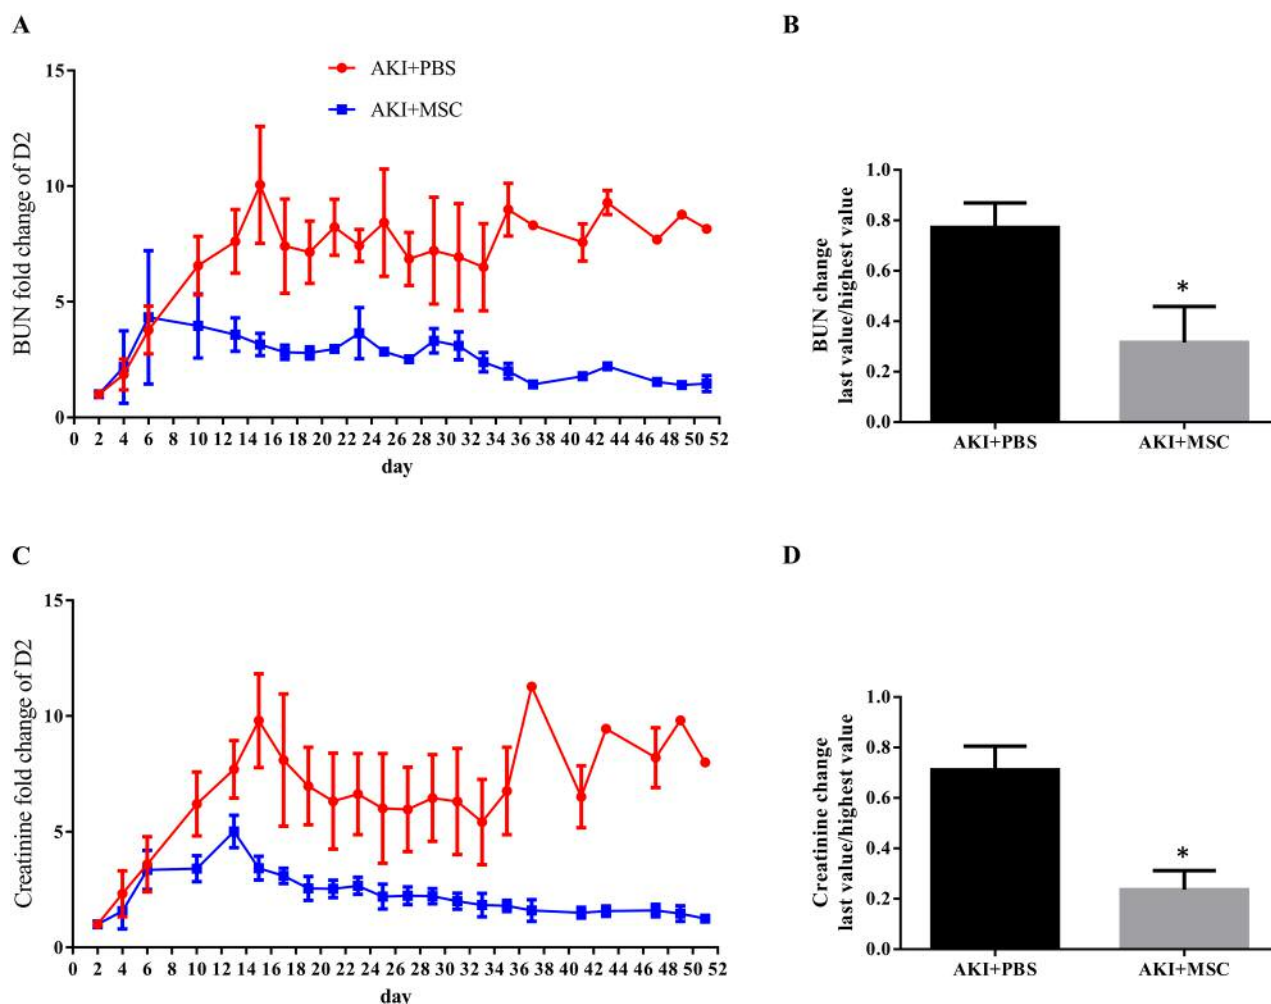 A
B
15
10
5
0
BUN fold change of D2
AKI+PBS
AKI+MSC
0 2 4 6 10 12 14 16 18 20 22 24 26 28 30 32 34 36 38 40 42 44 46 48 50 52
day
1.0
0.8
0.6
0.4
0.2
0.0
BUN change
last value/highest value
*
AKI+PBS AKI+MSC
C
D
15
10
5
0
Creatinine fold change of D2
0 2 4 6 10 12 14 16 18 20 22 24 26 28 30 32 34 36 38 40 42 44 46 48 50 52
day
1.0
0.8
0.6
0.4
0.2
0.0
Creatinine change
last value/highest value
*
AKI+PBS AKI+MSC